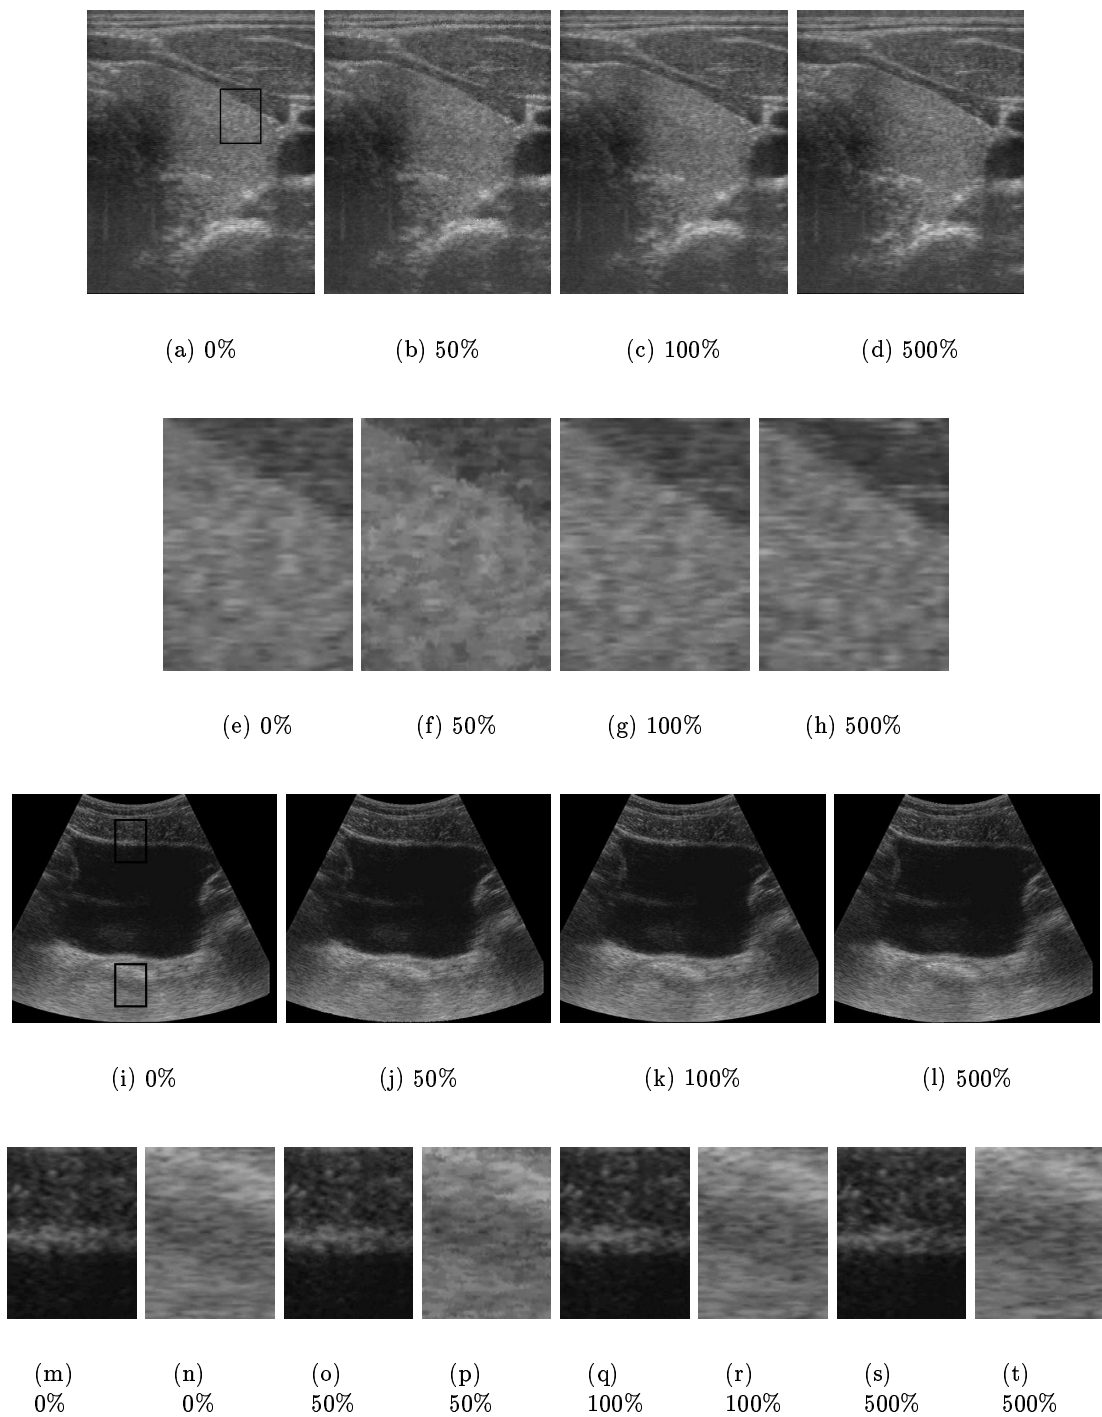 (a) 0% (b) 50% (c) 100% (d) 500%
(e) 0% (f) 50% (g) 100% (h) 500%
(i) 0% (j) 50% (k) 100% (l) 500%
(m) (n) (o) (p) (q) (r) (s) (t)
0% 0% 50% 50% 100% 100% 500% 500%